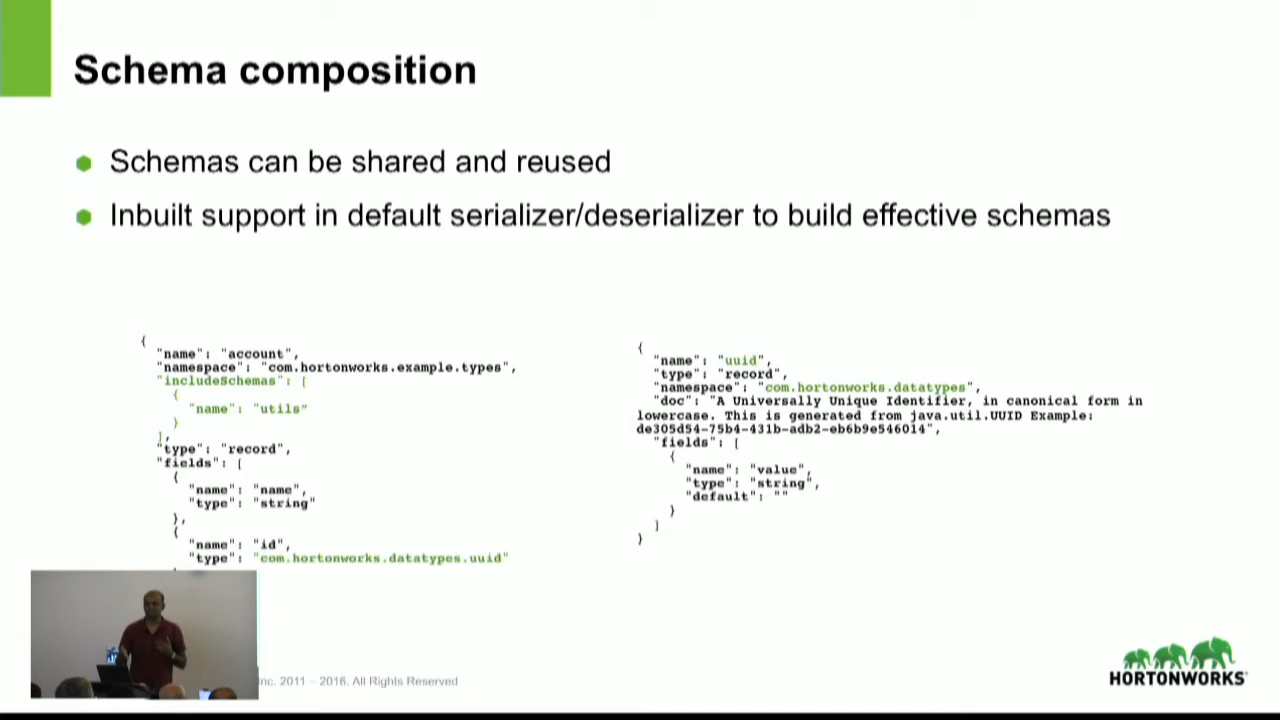 Schema composition
Schemas can be shared and reused
Inbuilt support in default serializer/deserializer to build effective schemas
{
"name": "account",
"namespace": "com.hortonworks.example.types",
"includeSchemas": [
{
"name": "utils"
}
],
"type": "record",
"fields": [
{
"name": "name",
"type": "string"
},
{
"name": "id",
"type": "com.hortonworks.datatypes.uuid"
{
"name": "uuid",
"type": "record",
"namespace": "com.hortonworks.datatypes",
"doc": "A Universally Unique Identifier, in canonical form in
lowercase. This is generated from java.util.UUID Example:
de305d54-75b4-431b-adb2-eb6b9e546014",
"fields": [
{
"name": "value",
"type": "string",
"default": ""
}
]
}
Inc. 2011 – 2016. All Rights Reserved
HORTONWORKS